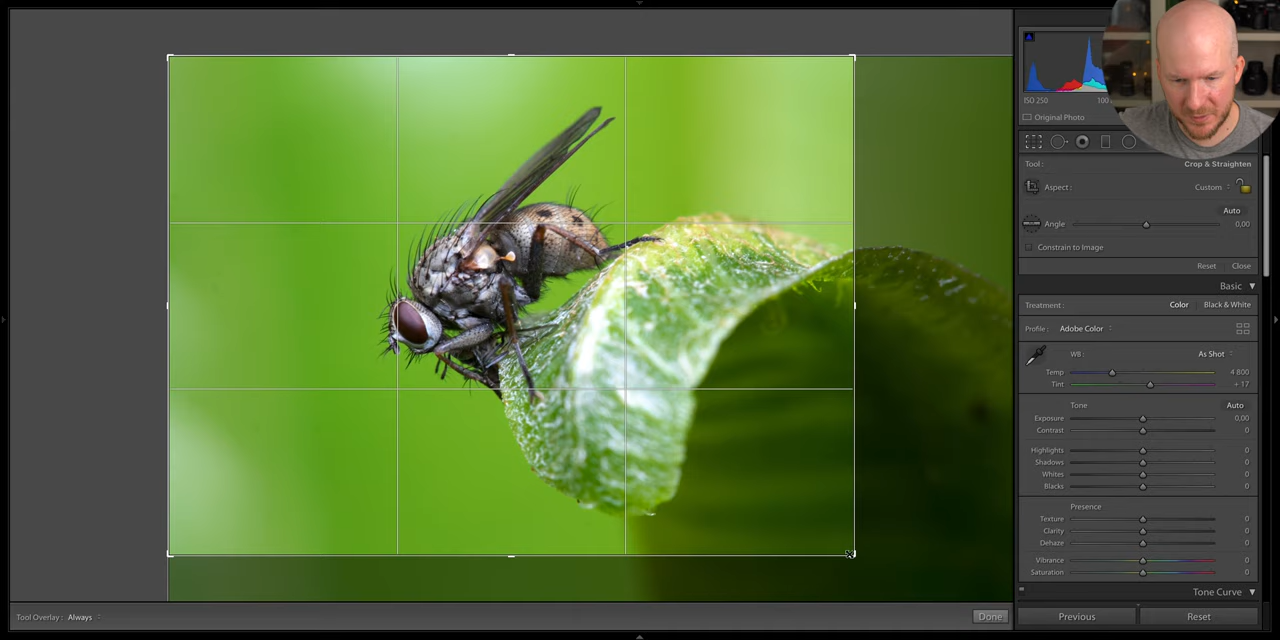 ISO 250 100
Original Photo
Tool : Crop & Straighten
Aspect : Custom
Auto
Angle 0,00
Constrain to Image
Reset Close
Basic
Treatment : Color Black & White
Profile : Adobe Color
WB : As Shot
Temp 4 800
Tint + 17
Tone Auto
Exposure 0,00
Contrast 0
Highlights 0
Shadows 0
Whites 0
Blacks 0
Presence
Texture 0
Clarity 0
Dehaze 0
Vibrance 0
Saturation 0
Tone Curve
Tool Overlay : Always Done Previous Reset